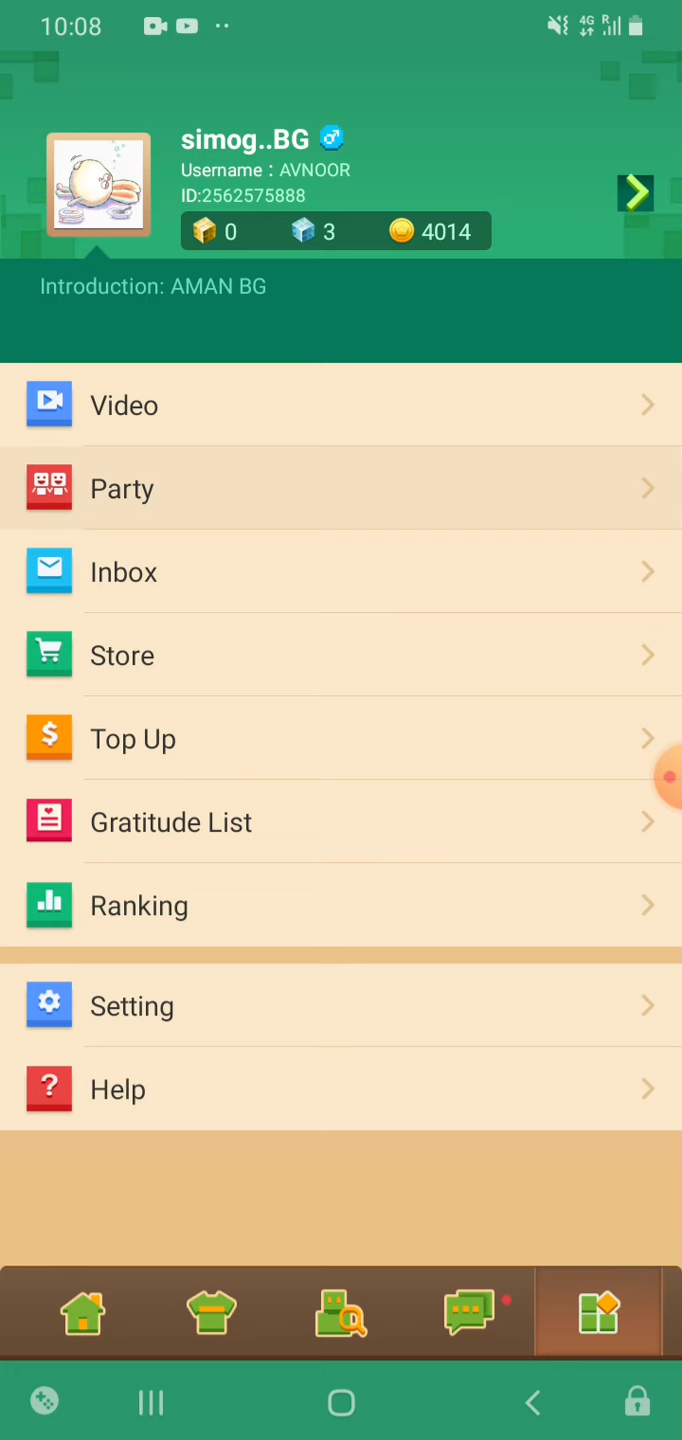 10:08
4G R
simog..BG
Username : AVNOOR
ID:2562575888
0 3 4014
Introduction: AMAN BG
Video
Party
Inbox
Store
Top Up
Gratitude List
Ranking
Setting
Help